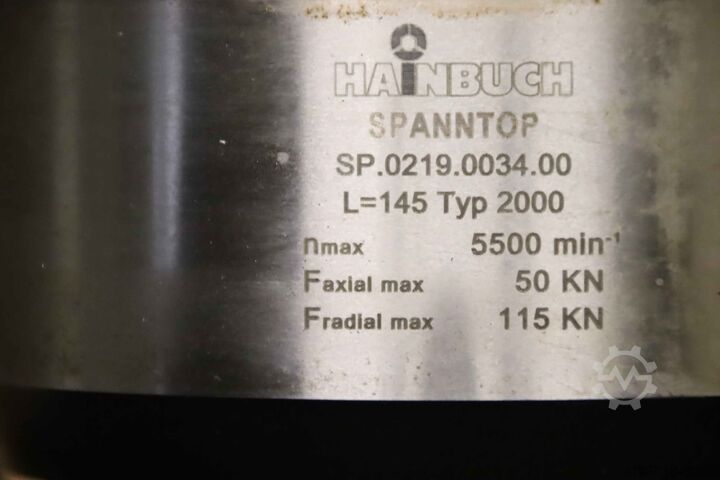 HAINBUCH
SPANNTOP
SP.0219.0034.00
L=145 Typ 2000
nmax 5500 min-¹
Faxial max 50 KN
Fradial max 115 KN